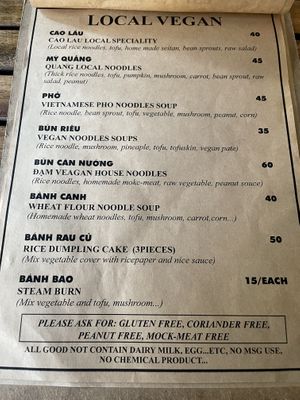 LOCAL VEGAN
CAO LẦU 40
CAO LAU LOCAL SPECIALITY
(Local rice noodles, tofu, home made seitan, bean sprouts, raw salad)
MỲ QUẢNG 45
QUANG LOCAL NOODLES
(Thick rice noodles, tofu, pumpkin, mushroom, carrot, bean sprout, raw
salad, peanut)
PHỞ 45
VIETNAMESE PHO NOODLES SOUP
(Rice noodle, bean sprout, tofu, vegetable, mushroom, peanut, corn)
BÚN RIÊU 35
VEGAN NOODLES SOUPS
(Rice noodle, mushroom, pineaple, tofu, tofuskin, vegan pate)
BÚN CAN NƯỚNG 60
ĐẠM VEAGAN HOUSE NOODLES
(Rice noodles, homemade mokc-meat, raw vegetable, peanut sauce)
BÁNH CANH 40
WHEAT FLOUR NOODLE SOUP
(Homemade wheat noodles, tofu, mushroom, carrot,corn...)
BÁNH RAU CỦ 50
RICE DUMPLING CAKE (3PIECES)
(Mix vegetable cover with ricepaper and nice sauce)
BÁNH BAO 15/EACH
STEAM BURN
(Mix vegetable and tofu, mushroom...)
PLEASE ASK FOR: GLUTEN FREE, CORIANDER FREE,
PEANUT FREE, MOCK-MEAT FREE
ALL GOOD NOT CONTAIN DAIRY MILK, EGG...ETC, NO MSG USE.
NO CHEMICAL PRODUCT...